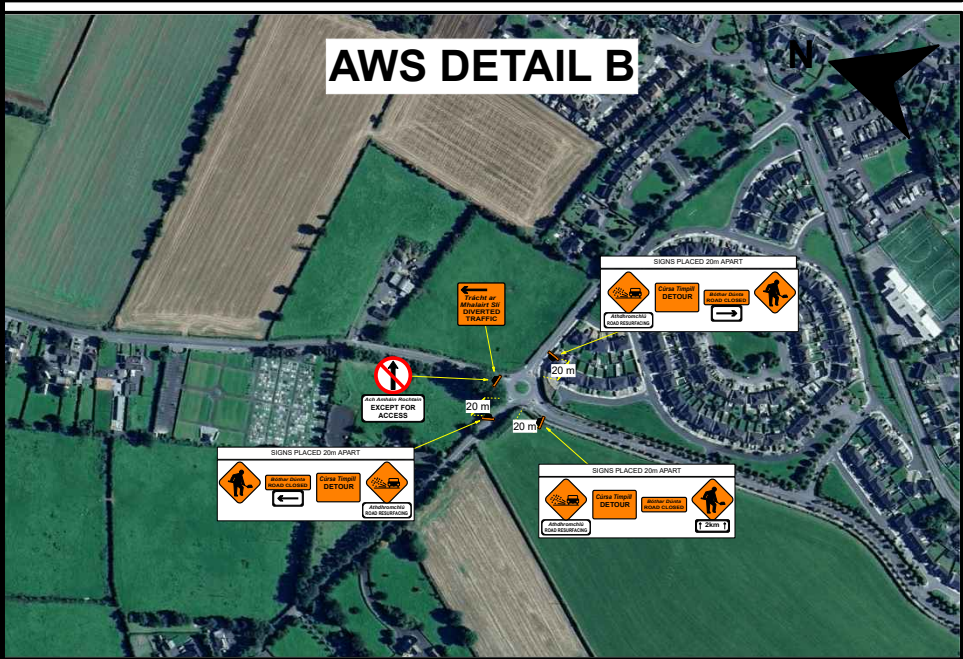 AWS DETAIL B
N
SIGNS PLACED 20m APART
Cúrsa Timpill
DETOUR
Bóthar Dúnta
ROAD CLOSED
Athdhromchlú
ROAD RESURFACING
Trácht ar
Mhalairt Slí
DIVERTED
TRAFFIC
20 m
Ach Amháin Rochtain
EXCEPT FOR
ACCESS
20 m
20 m
SIGNS PLACED 20m APART
Bóthar Dúnta
ROAD CLOSED
Cúrsa Timpill
DETOUR
Athdhromchlú
ROAD RESURFACING
SIGNS PLACED 20m APART
Cúrsa Timpill
DETOUR
Bóthar Dúnta
ROAD CLOSED
Athdhromchlú
ROAD RESURFACING
2km